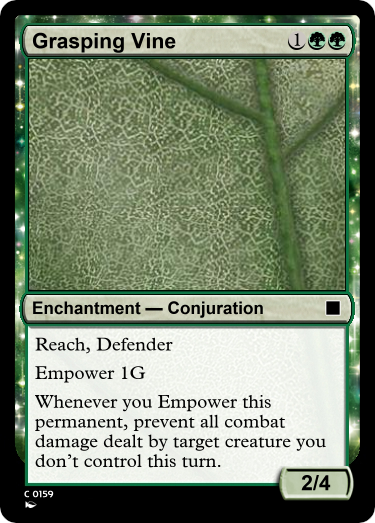 Grasping Vine 1
Enchantment — Conjuration
Reach, Defender
Empower 1G
Whenever you Empower this
permanent, prevent all combat
damage dealt by target creature you
don't control this turn.
2/4
C 0159